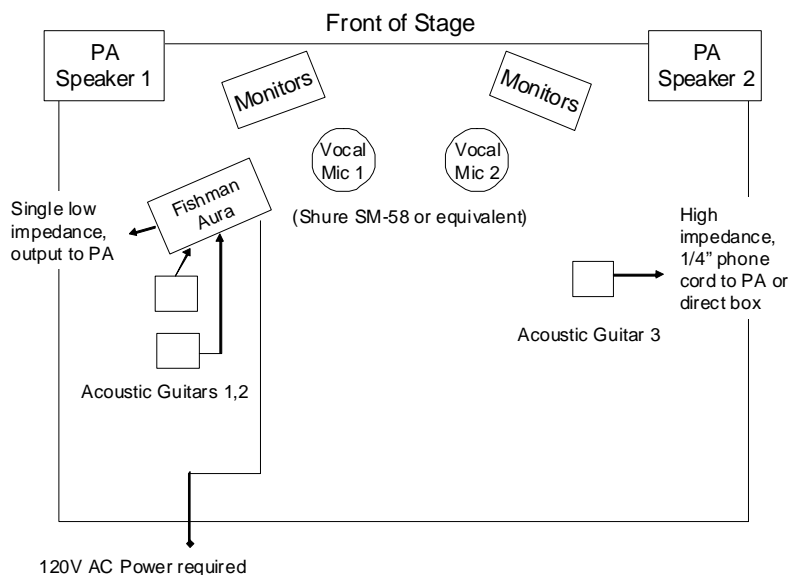 Front of Stage
PA
Speaker 1
PA
Speaker 2
Monitors
Monitors
Vocal
Mic 1
Vocal
Mic 2
Fishman
Aura
(Shure SM-58 or equivalent)
Single low
impedance,
output to PA
High
impedance,
1/4” phone
cord to PA or
direct box
Acoustic Guitar 3
Acoustic Guitars 1,2
120V AC Power required